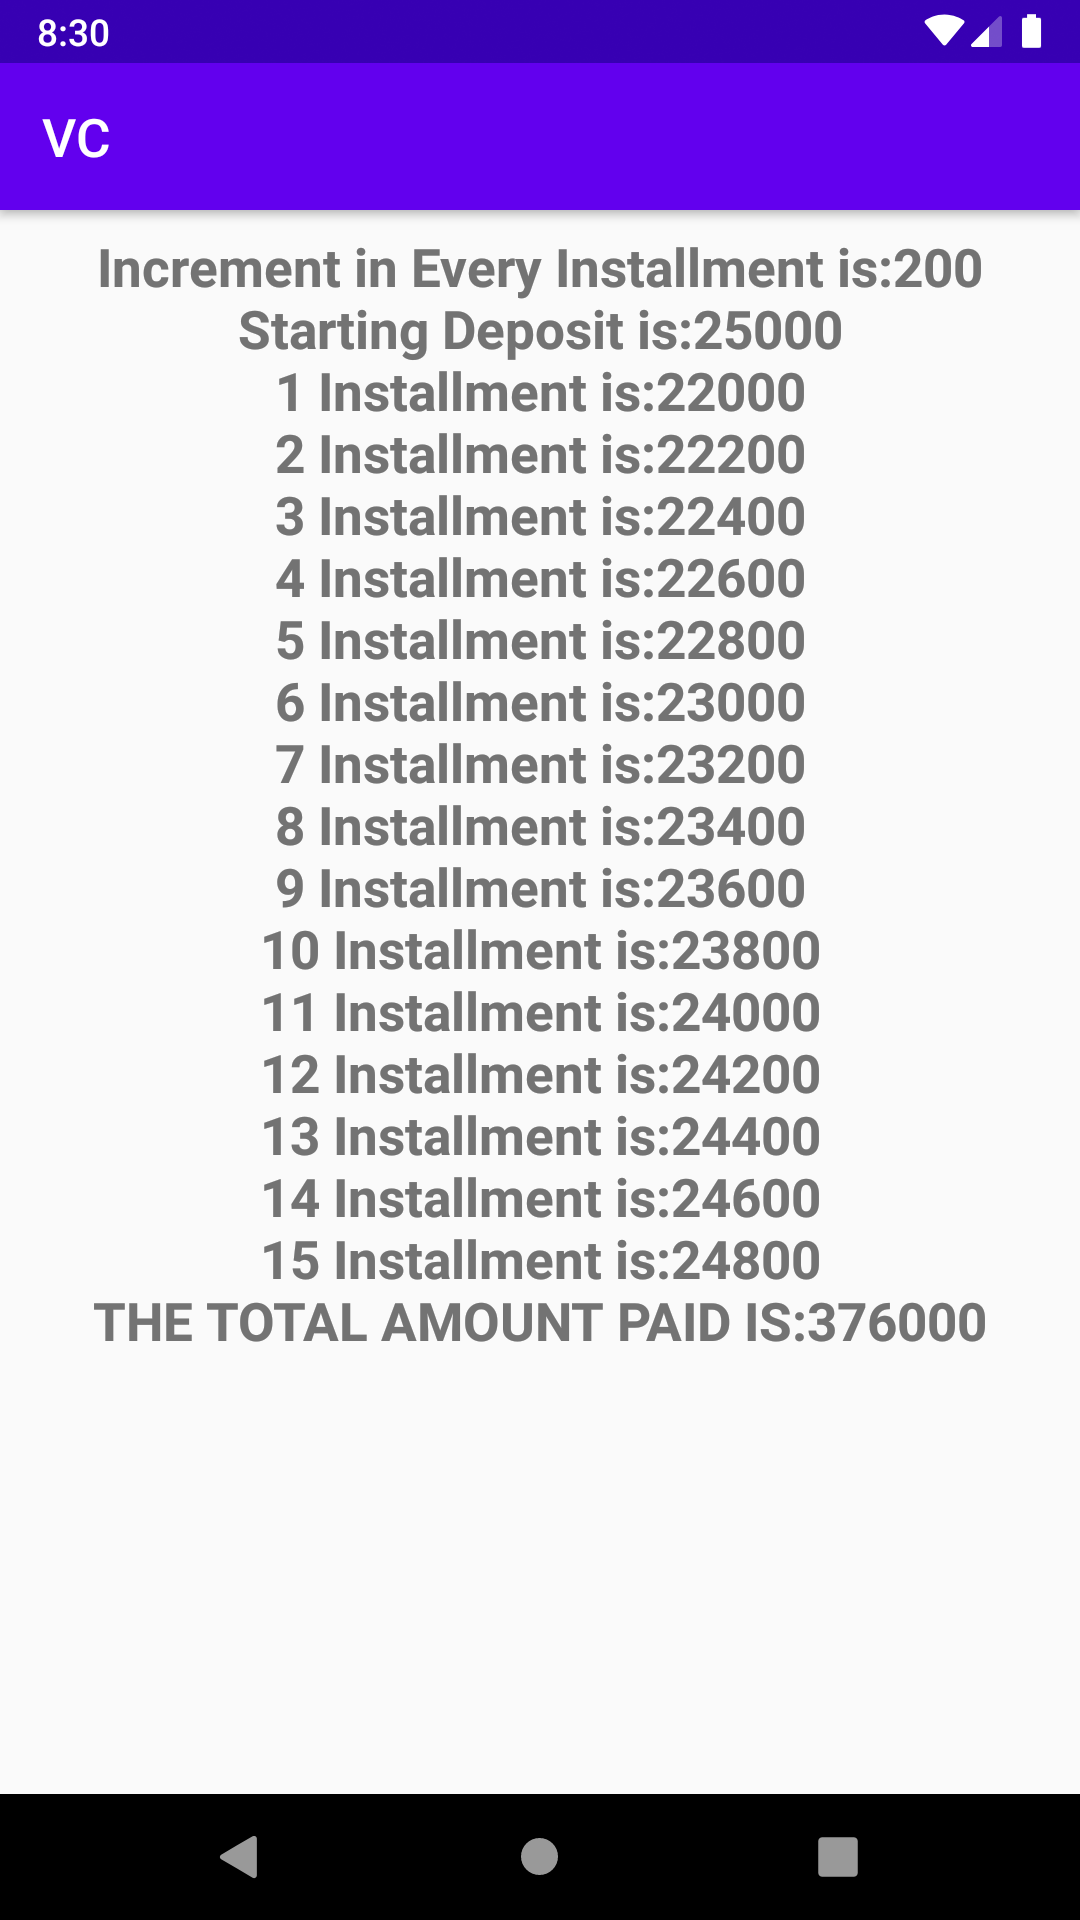 8:30
VC
Increment in Every Installment is:200
Starting Deposit is:25000
1 Installment is:22000
2 Installment is:22200
3 Installment is:22400
4 Installment is:22600
5 Installment is:22800
6 Installment is:23000
7 Installment is:23200
8 Installment is:23400
9 Installment is:23600
10 Installment is:23800
11 Installment is:24000
12 Installment is:24200
13 Installment is:24400
14 Installment is:24600
15 Installment is:24800
THE TOTAL AMOUNT PAID IS:376000